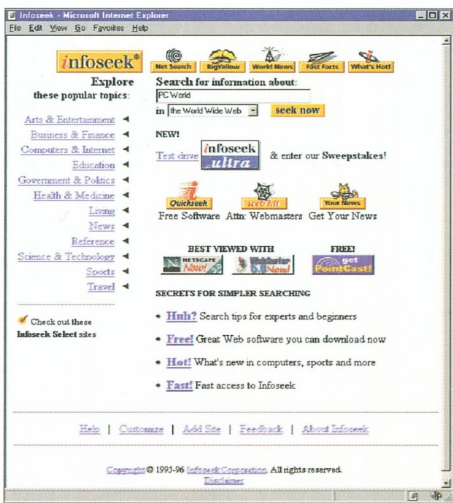 Infoseek - Microsoft Internet Explorer
File Edit View Go Favorites Help
infoseek
Net Search BigYellow World News Fast Facts What's Hot!
Explore
these popular topics:
Arts & Entertainment
Business & Finance
Computers & Internet
Education
Government & Politics
Health & Medicine
Living
News
Reference
Science & Technology
Sports
Travel
Check out these
Infoseek Select sites
Search for information about:
PC World
in the World Wide Web seek now
NEW!
Test drive infoseek ultra & enter our Sweepstakes!
Quickseek web kit Your News
Free Software Attn: Webmasters Get Your News
BEST VIEWED WITH FREE!
NETSCAPE Now! get PointCast!
SECRETS FOR SIMPLER SEARCHING
• Huh? Search tips for experts and beginners
• Free! Great Web software you can download now
• Hot! What's new in computers, sports and more
• Fast! Fast access to Infoseek
Help | Customize | Add Site | Feedback | About Infoseek
Copyright © 1995-96 Infoseek Corporation. All rights reserved.
Disclaimer